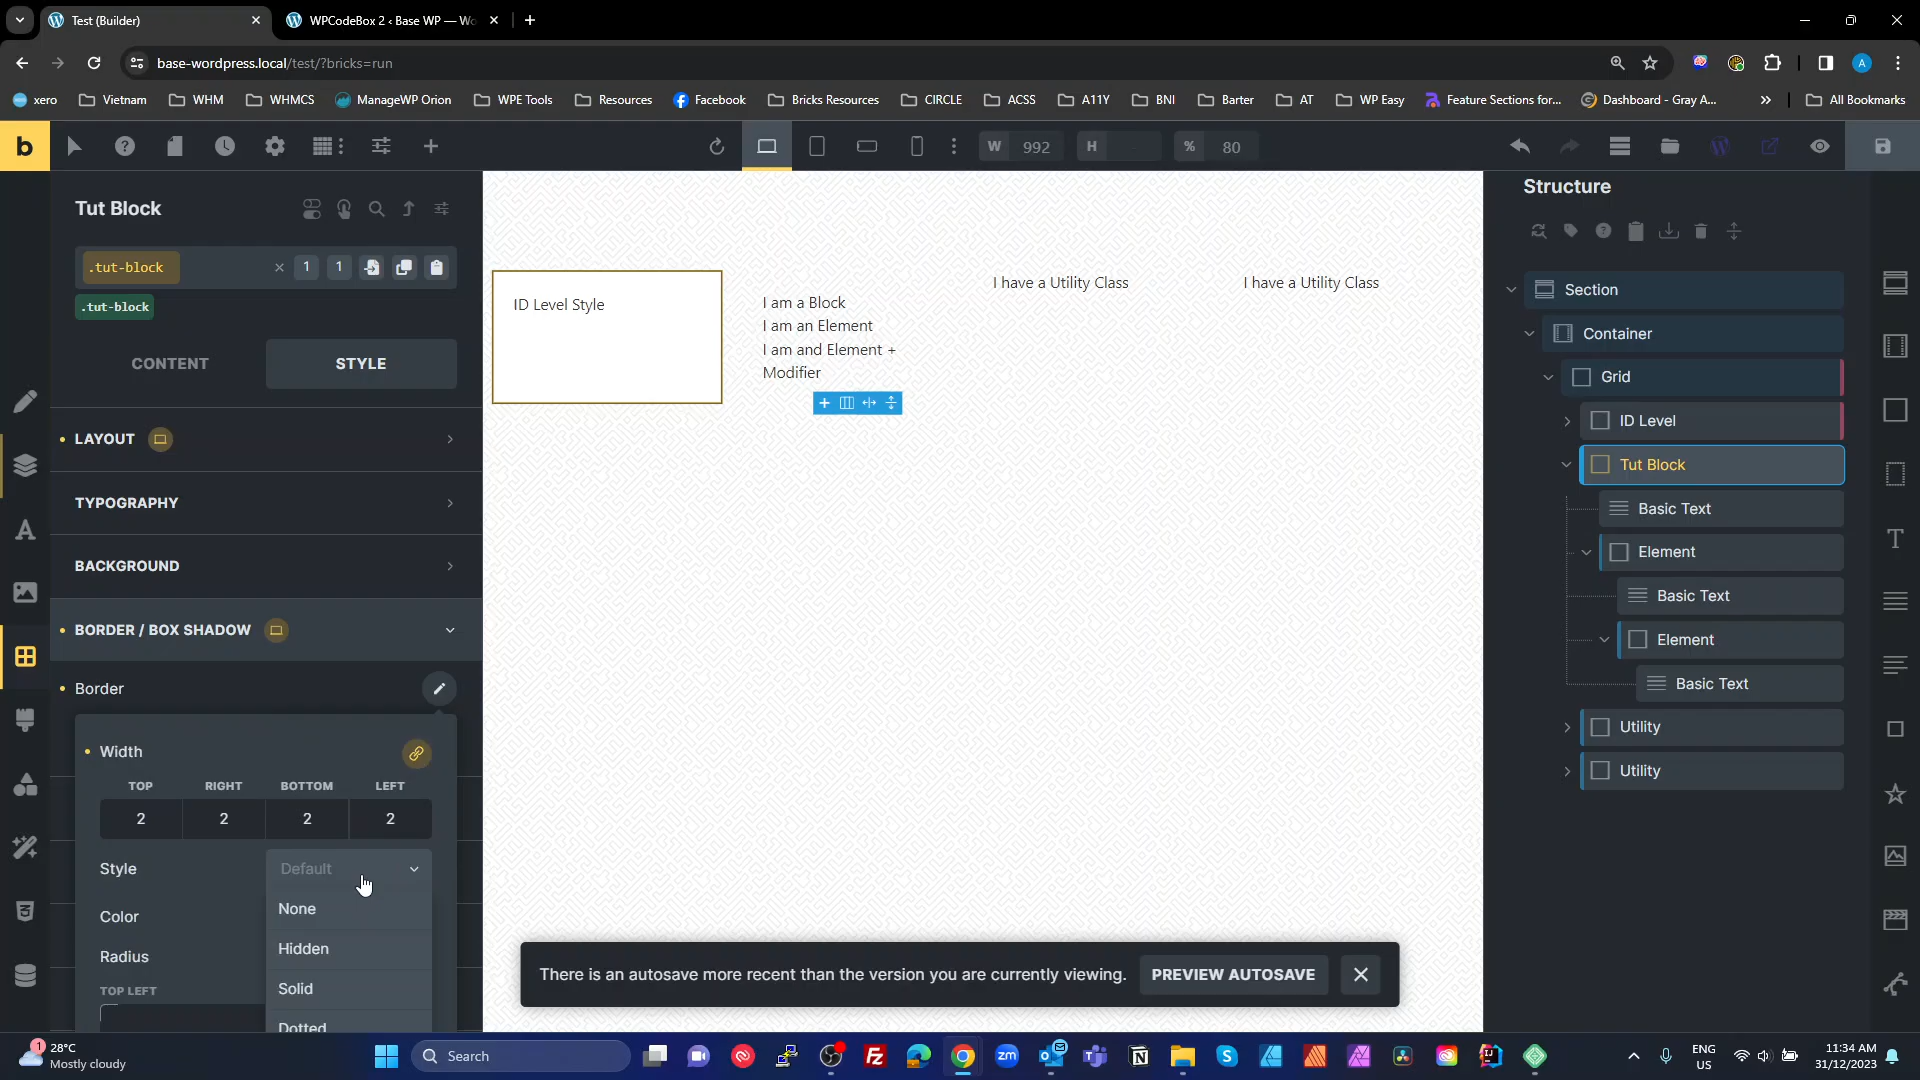 Test (Builder)
WPCodeBox 2 ‹ Base WP — Wo
base-wordpress.local/test/?bricks=run
A
xero
Vietnam
WHM
WHMCS
ManageWP Orion
WPE Tools
Resources
Facebook
Bricks Resources
CIRCLE
ACSS
A11Y
BNI
Barter
AT
WP Easy
Feature Sections for...
Dashboard - Gray A...
All Bookmarks
b
W 992
H
% 80
Tut Block
.tut-block
1
1
.tut-block
CONTENT
STYLE
LAYOUT
TYPOGRAPHY
BACKGROUND
BORDER / BOX SHADOW
Border
Width
TOP RIGHT BOTTOM LEFT
2 2 2 2
Style
Default
None
Color
Hidden
Radius
Solid
TOP LEFT
Dotted
ID Level Style
I am a Block
I am an Element
I am and Element +
Modifier
I have a Utility Class
I have a Utility Class
There is an autosave more recent than the version you are currently viewing.
PREVIEW AUTOSAVE
Structure
Section
Container
Grid
ID Level
Tut Block
Basic Text
Element
Basic Text
Element
Basic Text
Utility
Utility
1
28°C
Mostly cloudy
Search
ENG
US
11:34 AM
31/12/2023